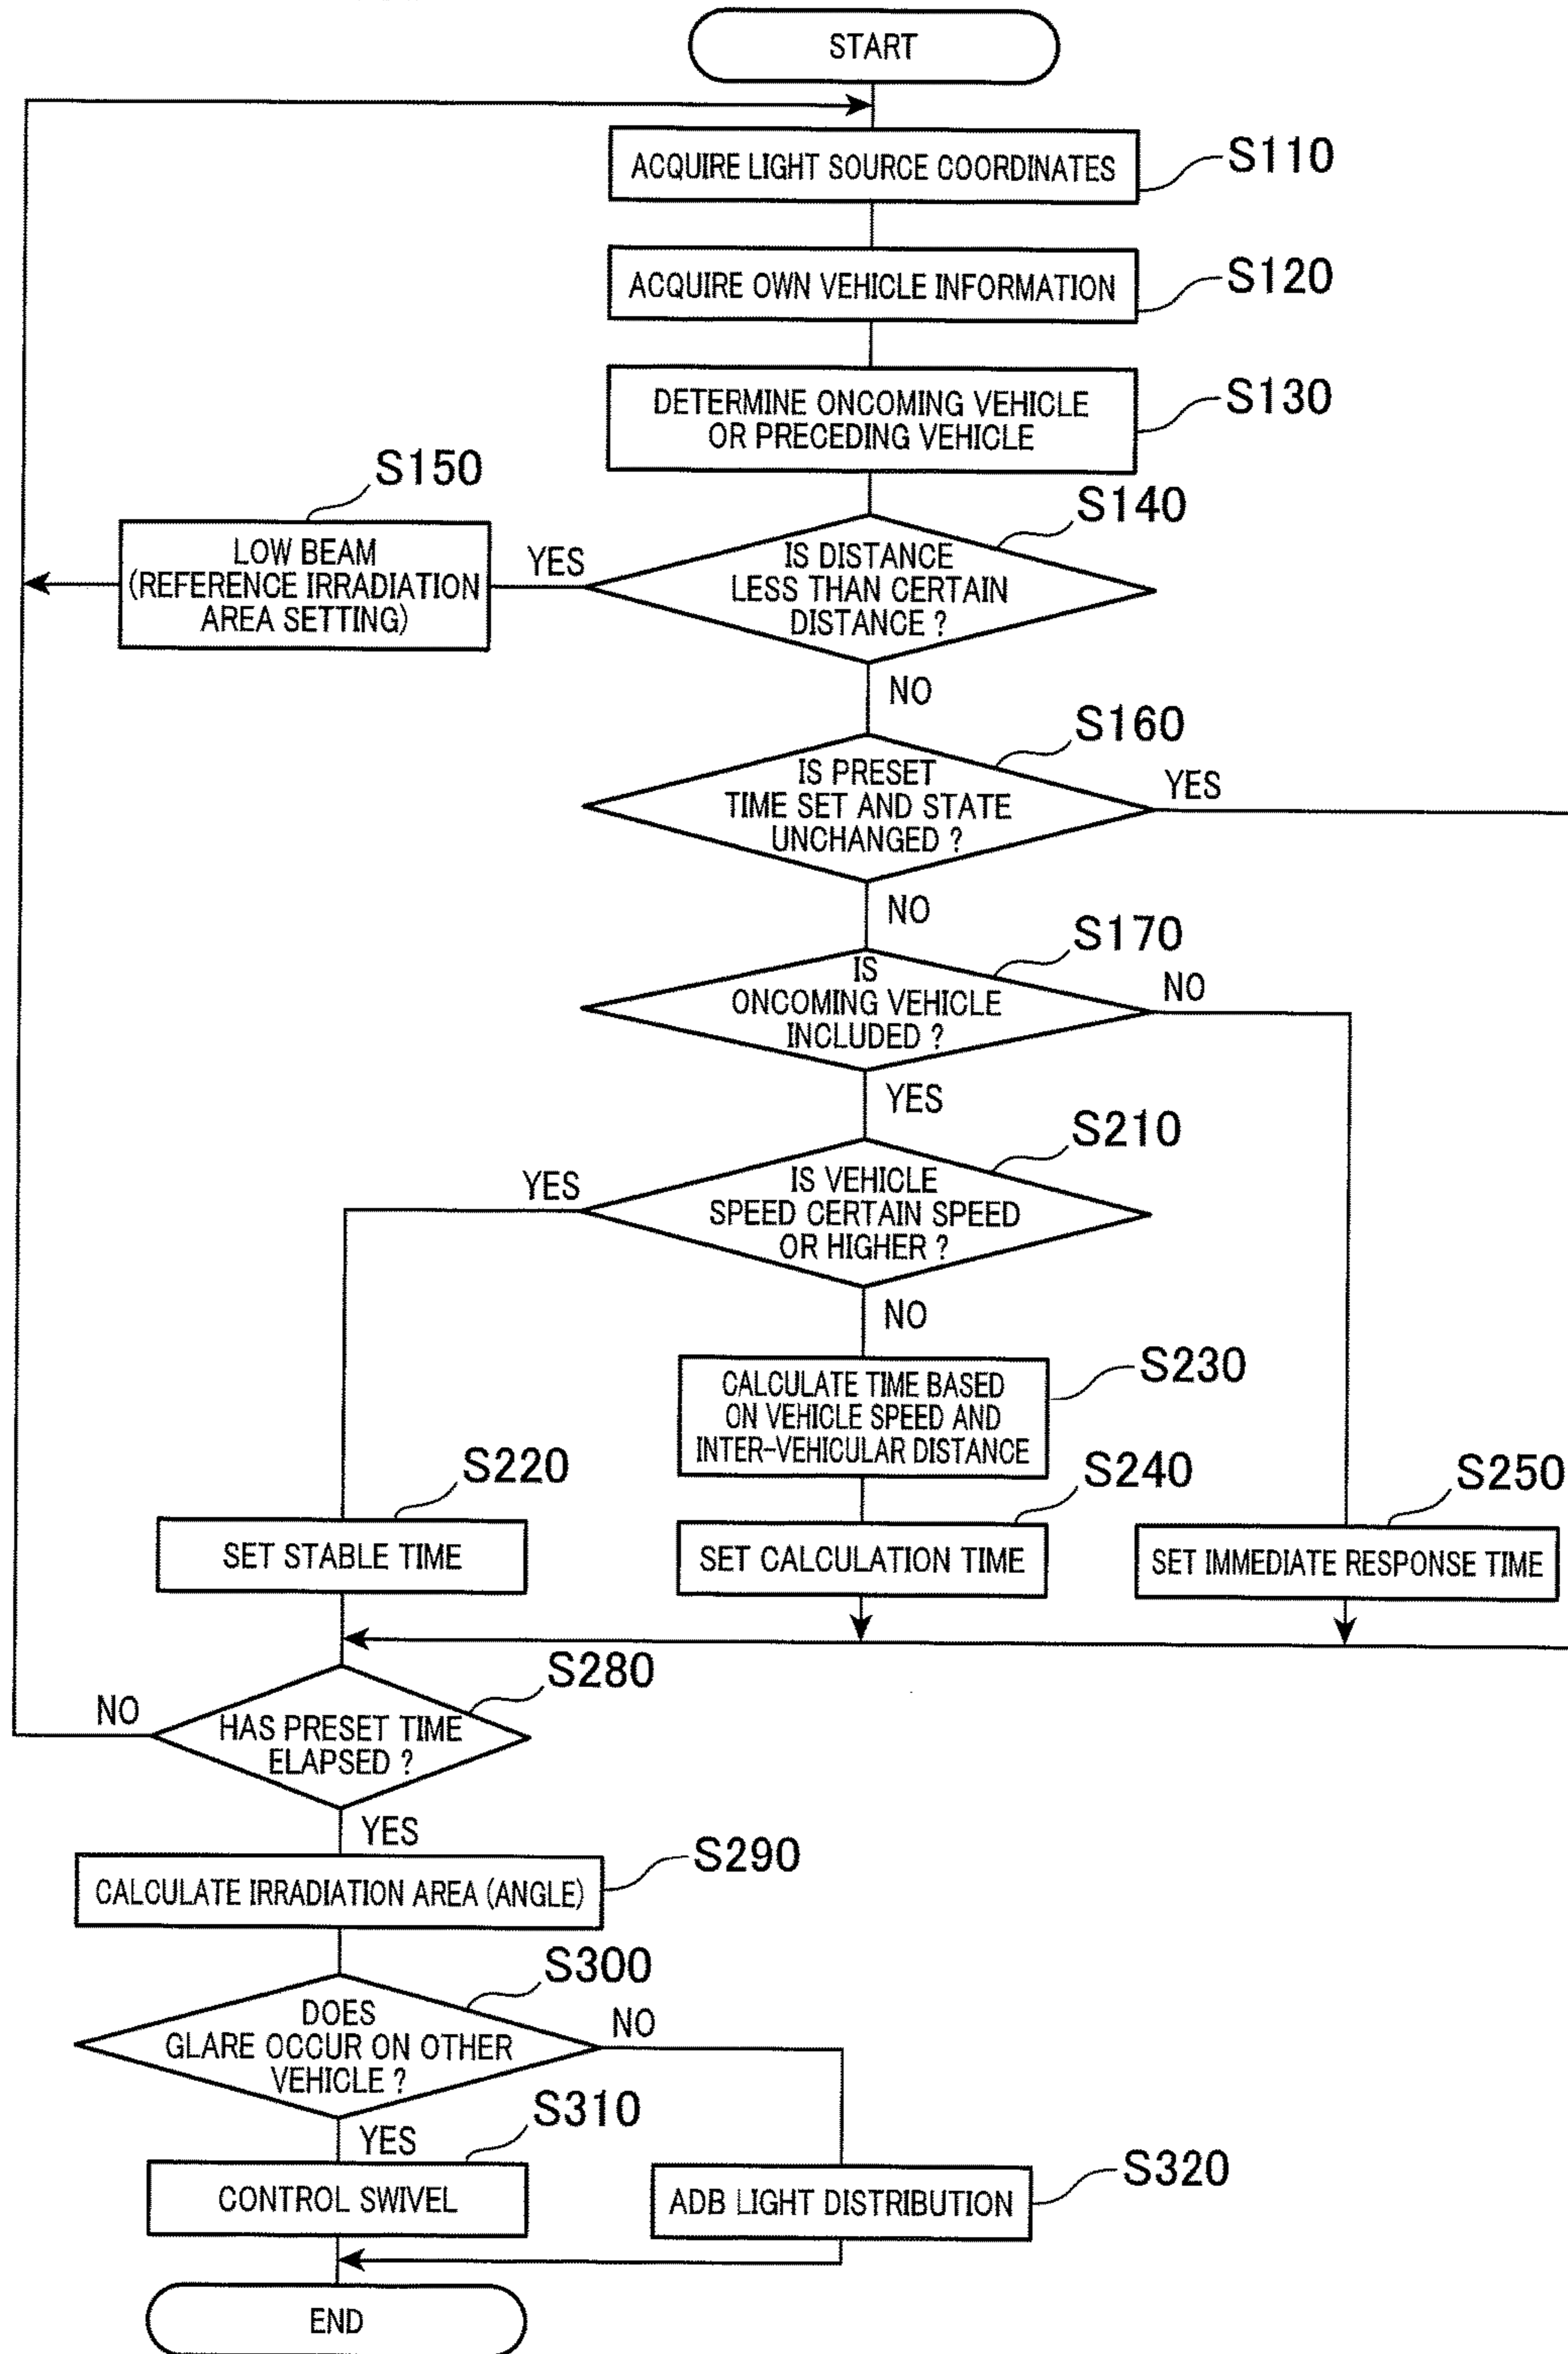 START
ACQUIRE LIGHT SOURCE COORDINATES
S110
ACQUIRE OWN VEHICLE INFORMATION
S120
DETERMINE ONCOMING VEHICLE
OR PRECEDING VEHICLE
S130
S150
LOW BEAM
(REFERENCE IRRADIATION
AREA SETTING)
YES
S140
IS DISTANCE
LESS THAN CERTAIN
DISTANCE ?
NO
S160
IS PRESET
TIME SET AND STATE
UNCHANGED ?
YES
NO
S170
IS
ONCOMING VEHICLE
INCLUDED ?
NO
YES
S210
YES
IS VEHICLE
SPEED CERTAIN SPEED
OR HIGHER ?
NO
S230
CALCULATE TIME BASED
ON VEHICLE SPEED AND
INTER-VEHICULAR DISTANCE
S220
SET STABLE TIME
S240
SET CALCULATION TIME
S250
SET IMMEDIATE RESPONSE TIME
S280
NO
HAS PRESET TIME
ELAPSED ?
YES
S290
CALCULATE IRRADIATION AREA (ANGLE)
S300
DOES
GLARE OCCUR ON OTHER
VEHICLE ?
NO
YES
S310
CONTROL SWIVEL
S320
ADB LIGHT DISTRIBUTION
END